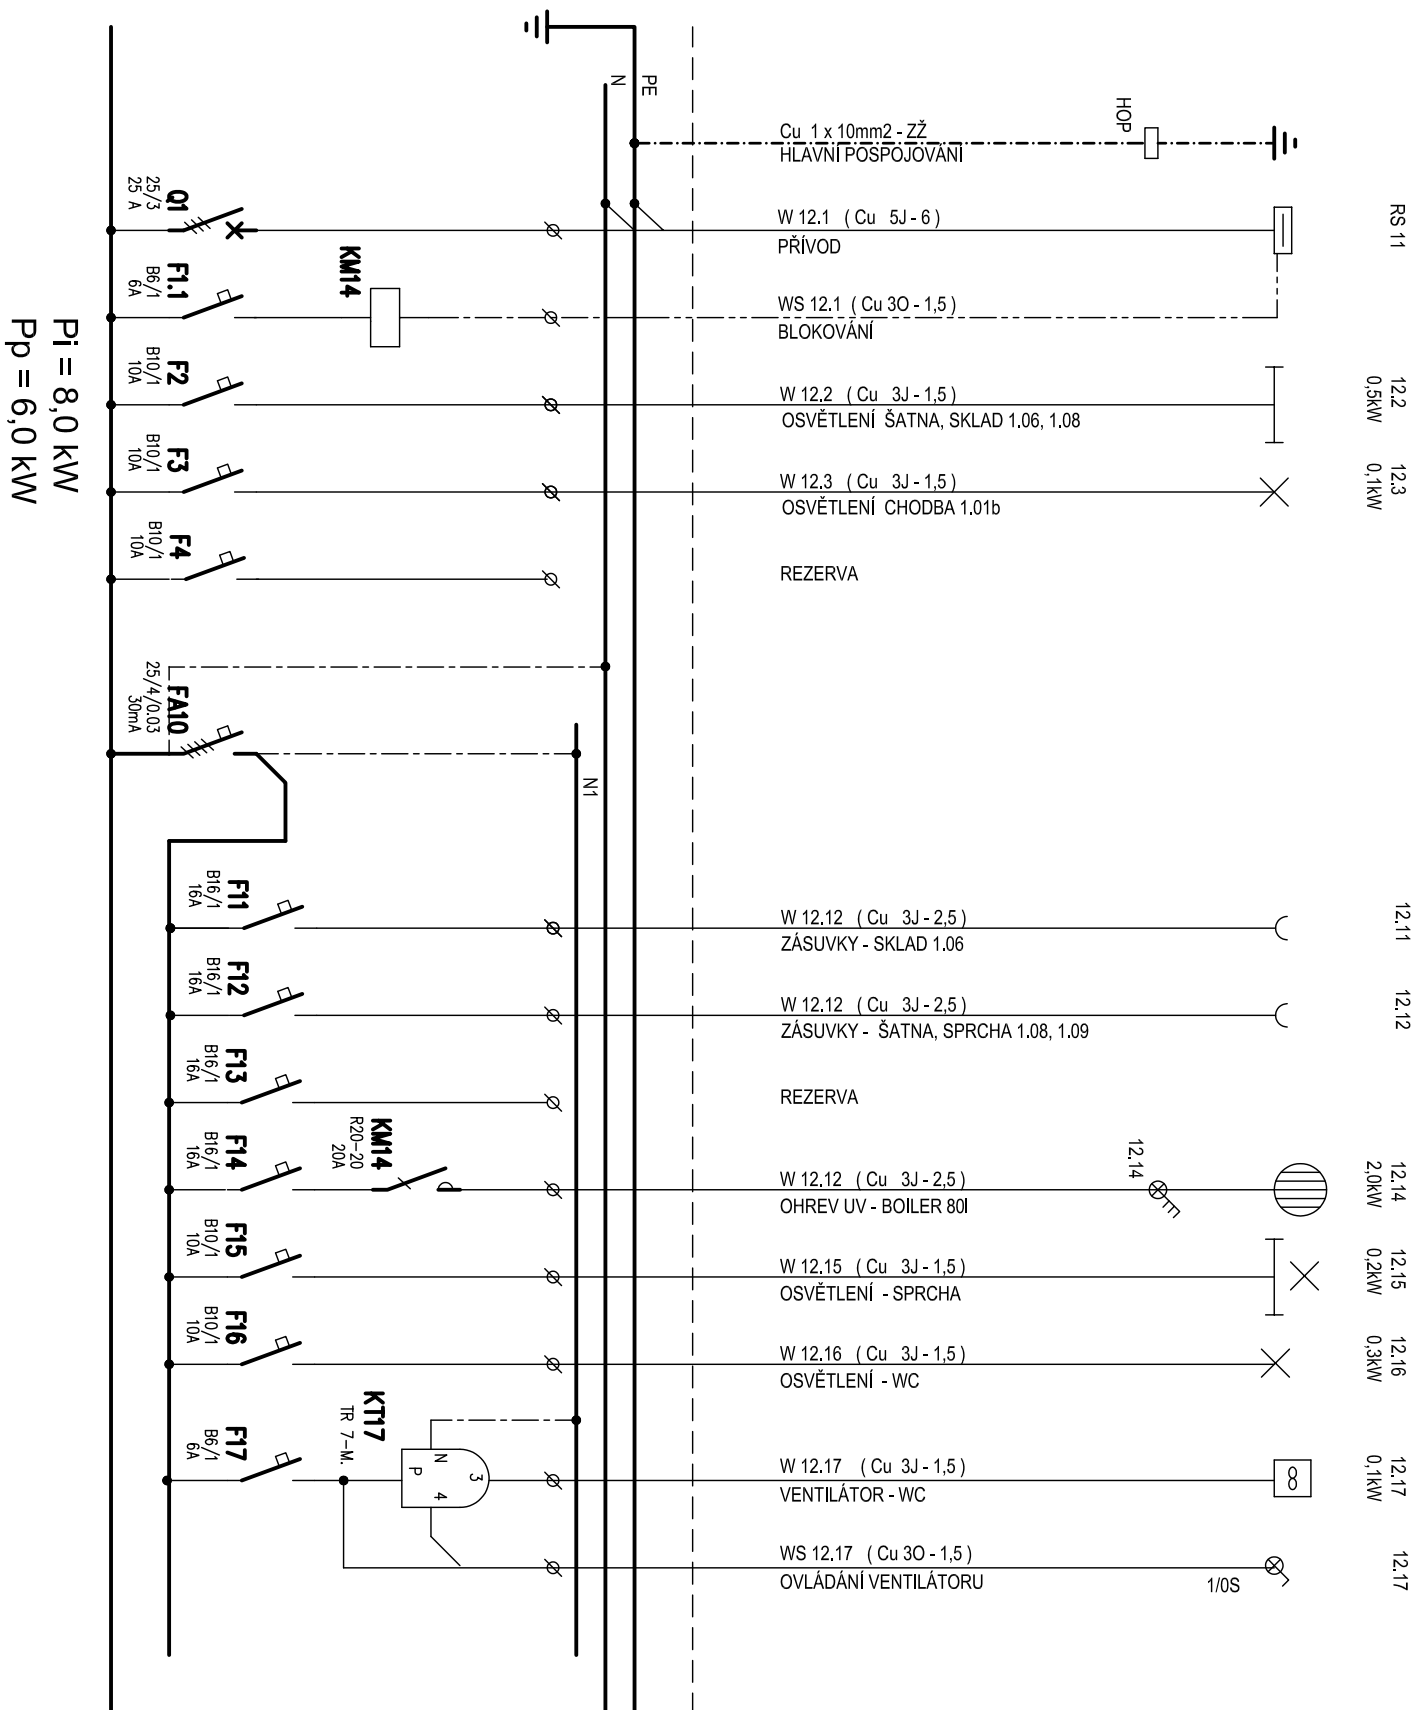 N
PE
HOP
Cu 1 x 10mm2 - ZŽ
HLAVNÍ POSPOJOVÁNÍ
Q1
25/3
25 A
W 12.1 ( Cu 5J - 6 )
PŘÍVOD
RS 11
F1.1
B6/1
6A
KM14
WS 12.1 ( Cu 3O - 1,5 )
BLOKOVÁNÍ
Pi = 8,0 kW
Pp = 6,0 kW
F2
B10/1
10A
W 12.2 ( Cu 3J - 1,5 )
OSVĚTLENÍ ŠATNA, SKLAD 1.06, 1.08
12.2
0,5kW
F3
B10/1
10A
W 12.3 ( Cu 3J - 1,5 )
OSVĚTLENÍ CHODBA 1.01b
12.3
0,1kW
F4
B10/1
10A
REZERVA
FA10
25/4/0.03
30mA
N1
F11
B16/1
16A
W 12.12 ( Cu 3J - 2,5 )
ZÁSUVKY - SKLAD 1.06
12.11
F12
B16/1
16A
W 12.12 ( Cu 3J - 2,5 )
ZÁSUVKY - ŠATNA, SPRCHA 1.08, 1.09
12.12
F13
B16/1
16A
REZERVA
F14
B16/1
16A
KM14
R20-20
20A
W 12.12 ( Cu 3J - 2,5 )
OHREV UV - BOILER 80l
12.14
12.14
2,0kW
F15
B10/1
10A
W 12.15 ( Cu 3J - 1,5 )
OSVĚTLENÍ - SPRCHA
12.15
0,2kW
F16
B10/1
10A
W 12.16 ( Cu 3J - 1,5 )
OSVĚTLENÍ - WC
12.16
0,3kW
F17
B6/1
6A
KT17
TR 7-M.
N
P
3
4
W 12.17 ( Cu 3J - 1,5 )
VENTILÁTOR - WC
12.17
0,1kW
WS 12.17 ( Cu 3O - 1,5 )
OVLÁDÁNÍ VENTILÁTORU
1/0S
12.17